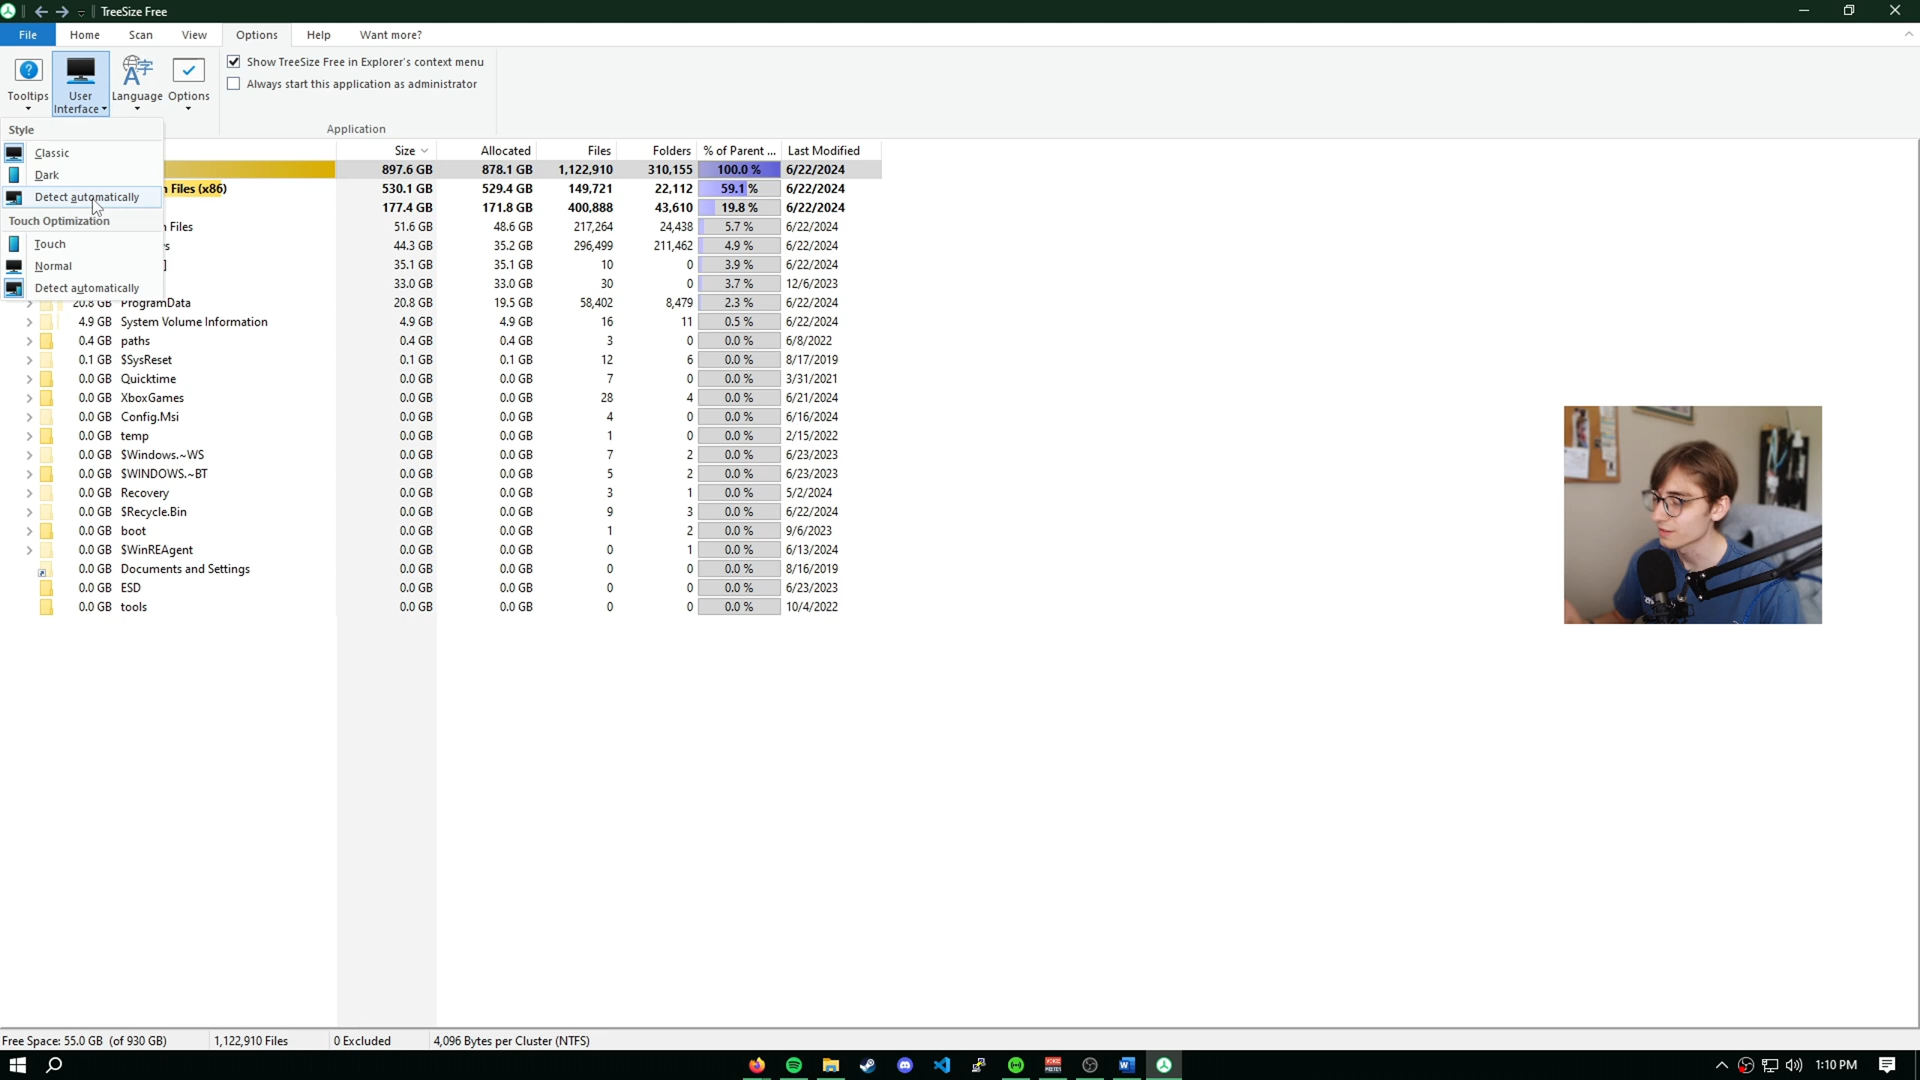 TreeSize Free
File Home Scan View Options Help Want more?
Tooltips User Interface Language Options
Show TreeSize Free in Explorer's context menu
Always start this application as administrator
Application
Style
Classic
Dark
Detect automatically
Touch Optimization
Touch
Normal
Detect automatically
Size Allocated Files Folders % of Parent ... Last Modified
897.6 GB 878.1 GB 1,122,910 310,155 100.0 % 6/22/2024
Files (x86) 530.1 GB 529.4 GB 149,721 22,112 59.1 % 6/22/2024
177.4 GB 171.8 GB 400,888 43,610 19.8 % 6/22/2024
Files 51.6 GB 48.6 GB 217,264 24,438 5.7 % 6/22/2024
s 44.3 GB 35.2 GB 296,499 211,462 4.9 % 6/22/2024
] 35.1 GB 35.1 GB 10 0 3.9 % 6/22/2024
33.0 GB 33.0 GB 30 0 3.7 % 12/6/2023
20.8 GB ProgramData 20.8 GB 19.5 GB 58,402 8,479 2.3 % 6/22/2024
4.9 GB System Volume Information 4.9 GB 4.9 GB 16 11 0.5 % 6/22/2024
0.4 GB paths 0.4 GB 0.4 GB 3 0 0.0 % 6/8/2022
0.1 GB $SysReset 0.1 GB 0.1 GB 12 6 0.0 % 8/17/2019
0.0 GB Quicktime 0.0 GB 0.0 GB 7 0 0.0 % 3/31/2021
0.0 GB XboxGames 0.0 GB 0.0 GB 28 4 0.0 % 6/21/2024
0.0 GB Config.Msi 0.0 GB 0.0 GB 4 0 0.0 % 6/16/2024
0.0 GB temp 0.0 GB 0.0 GB 1 0 0.0 % 2/15/2022
0.0 GB $Windows.~WS 0.0 GB 0.0 GB 7 2 0.0 % 6/23/2023
0.0 GB $WINDOWS.~BT 0.0 GB 0.0 GB 5 2 0.0 % 6/23/2023
0.0 GB Recovery 0.0 GB 0.0 GB 3 1 0.0 % 5/2/2024
0.0 GB $Recycle.Bin 0.0 GB 0.0 GB 9 3 0.0 % 6/22/2024
0.0 GB boot 0.0 GB 0.0 GB 1 2 0.0 % 9/6/2023
0.0 GB $WinREAgent 0.0 GB 0.0 GB 0 1 0.0 % 6/13/2024
0.0 GB Documents and Settings 0.0 GB 0.0 GB 0 0 0.0 % 8/16/2019
0.0 GB ESD 0.0 GB 0.0 GB 0 0 0.0 % 6/23/2023
0.0 GB tools 0.0 GB 0.0 GB 0 0 0.0 % 10/4/2022
Free Space: 55.0 GB (of 930 GB) 1,122,910 Files 0 Excluded 4,096 Bytes per Cluster (NTFS)
1:10 PM